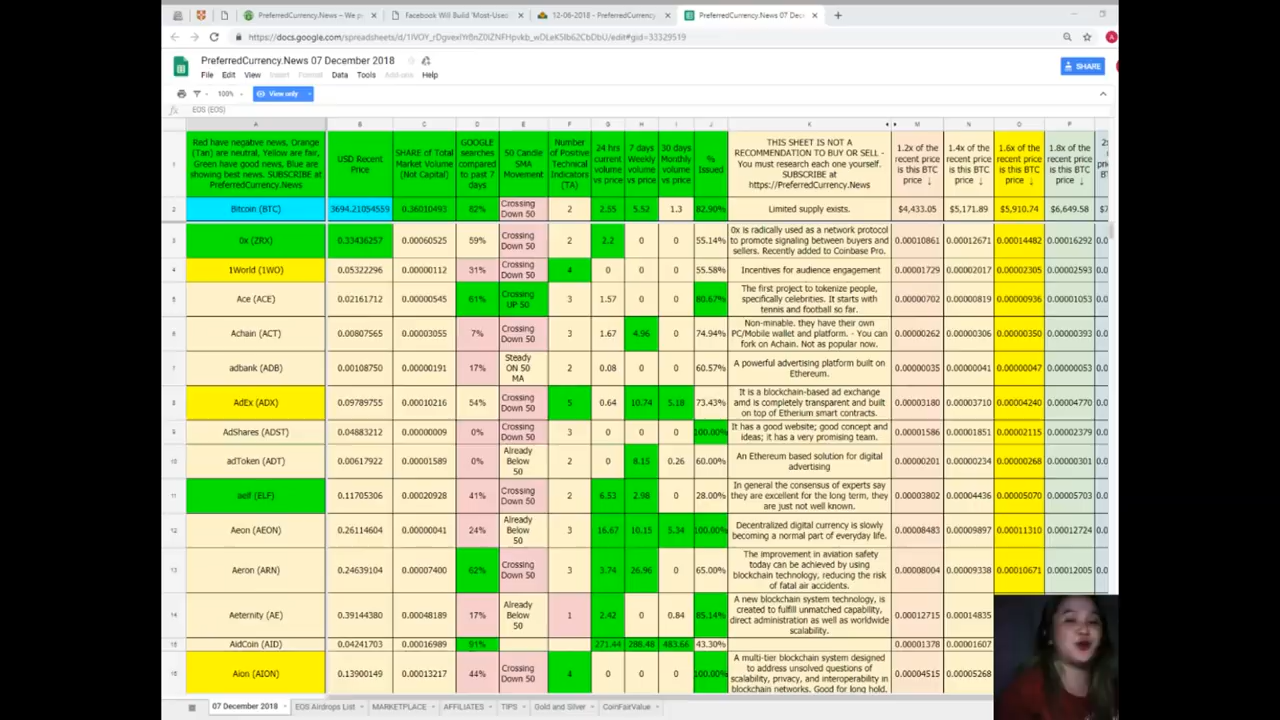 PreferredCurrency.News – We p
Facebook Will Build 'Most-Used
12-06-2018 - PreferredCurrency
PreferredCurrency.News 07 Dec
PreferredCurrency.News 07 December 2018
File Edit View Insert Format Data Tools Add-ons Help
SHARE
100% View only
fx EOS (EOS)
A B C D E F G H I J K M N O P
1
Red have negative news, Orange
(Tan) are neutral, Yellow are fair,
Green have good news, Blue are
showing best news. SUBSCRIBE at
PreferredCurrency.News
USD Recent
Price
SHARE of Total
Market Volume
(Not Capital)
GOOGLE
searches
compared
to past 7
days
50 Candle
SMA
Movement
Number
of Positive
Technical
Indicators
(TA)
24 hrs
current
volume
vs price
7 days
Weekly
volume
vs price
30 days
Monthly
volume
vs price
%
Issued
THIS SHEET IS NOT A
RECOMMENDATION TO BUY OR SELL -
You must research each one yourself.
SUBSCRIBE at
https://PreferredCurrency.News
1.2x of the
recent price
is this BTC
price ↓
1.4x of the
recent price
is this BTC
price ↓
1.6x of the
recent price
is this BTC
price ↓
1.8x of the
recent price
is this BTC
price ↓
2 Bitcoin (BTC) 3694.21054559 0.36010493 82% Crossing Down 50 2 2.55 5.52 1.3 82.90% Limited supply exists. $4,433.05 $5,171.89 $5,910.74 $6,649.58
3 0x (ZRX) 0.33436257 0.00060525 59% Crossing Down 50 2 2.2 0 0 55.14% 0x is radically used as a network protocol to promote signaling between buyers and sellers. Recently added to Coinbase Pro. 0.00010861 0.00012671 0.00014482 0.00016292
4 1World (1WO) 0.05322296 0.00000112 31% Crossing Down 50 4 0 0 0 55.58% Incentives for audience engagement 0.00001729 0.00002017 0.00002305 0.00002593
5 Ace (ACE) 0.02161712 0.00000545 61% Crossing UP 50 3 1.57 0 0 80.67% The first project to tokenize people, specifically celebrities. It starts with tennis and football so far. 0.00000702 0.00000819 0.00000936 0.00001053
6 Achain (ACT) 0.00807565 0.00003055 7% Crossing Down 50 3 1.67 4.96 0 74.94% Non-minable. they have their own PC/Mobile wallet and platform. - You can fork on Achain. Not as popular now. 0.00000262 0.00000306 0.00000350 0.00000393
7 adbank (ADB) 0.00108750 0.00000191 17% Steady ON 50 MA 2 0.08 0 0 60.57% A powerful advertising platform built on Ethereum. 0.00000035 0.00000041 0.00000047 0.00000053
8 AdEx (ADX) 0.09789755 0.00010216 54% Crossing Down 50 5 0.64 10.74 5.18 73.43% It is a blockchain-based ad exchange amd is completely transparent and built on top of Etherium smart contracts. 0.00003180 0.00003710 0.00004240 0.00004770
9 AdShares (ADST) 0.04883212 0.00000009 0% Crossing Down 50 3 0 0 0 100.00% It has a good website; good concept and ideas; it has a very promising team. 0.00001586 0.00001851 0.00002115 0.00002379
10 adToken (ADT) 0.00617922 0.00001589 0% Already Below 50 2 0 8.15 0.26 60.00% An Ethereum based solution for digital advertising 0.00000201 0.00000234 0.00000268 0.00000301
11 aelf (ELF) 0.11705306 0.00020928 41% Crossing Down 50 2 6.53 2.98 0 28.00% In general the consensus of experts say they are excellent for the long term, they are just not well known. 0.00003802 0.00004436 0.00005070 0.00005703
12 Aeon (AEON) 0.26114604 0.00000041 24% Already Below 50 3 16.67 10.15 5.34 100.00% Decentralized digital currency is slowly becoming a normal part of everyday life. 0.00008483 0.00009897 0.00011310 0.00012724
13 Aeron (ARN) 0.24639104 0.00007400 62% Crossing Down 50 3 3.74 26.96 0 65.00% The improvement in aviation safety today can be achieved by using blockchain technology, reducing the risk of fatal air accidents. 0.00008004 0.00009338 0.00010671 0.00012005
14 Aeternity (AE) 0.39144380 0.00048189 17% Already Below 50 1 2.42 0 0.84 85.14% A new blockchain system technology, is created to fulfill unmatched capability, direct administration as well as worldwide scalability. 0.00012715 0.00014835
15 AidCoin (AID) 0.04241703 0.00016989 91% 271.44 288.48 483.66 43.30% 0.00001378 0.00001607
Aion (AION) 0.13900149 0.00013217 44% Crossing Down 50 4 0 0 0 100.00% A multi-tier blockchain system designed to address unsolved questions of scalability, privacy, and interoperability in blockchain networks. Good for long hold. 0.00004515 0.00005268
07 December 2018 EOS Airdrops List MARKETPLACE AFFILIATES TIPS Gold and Silver CoinFairValue